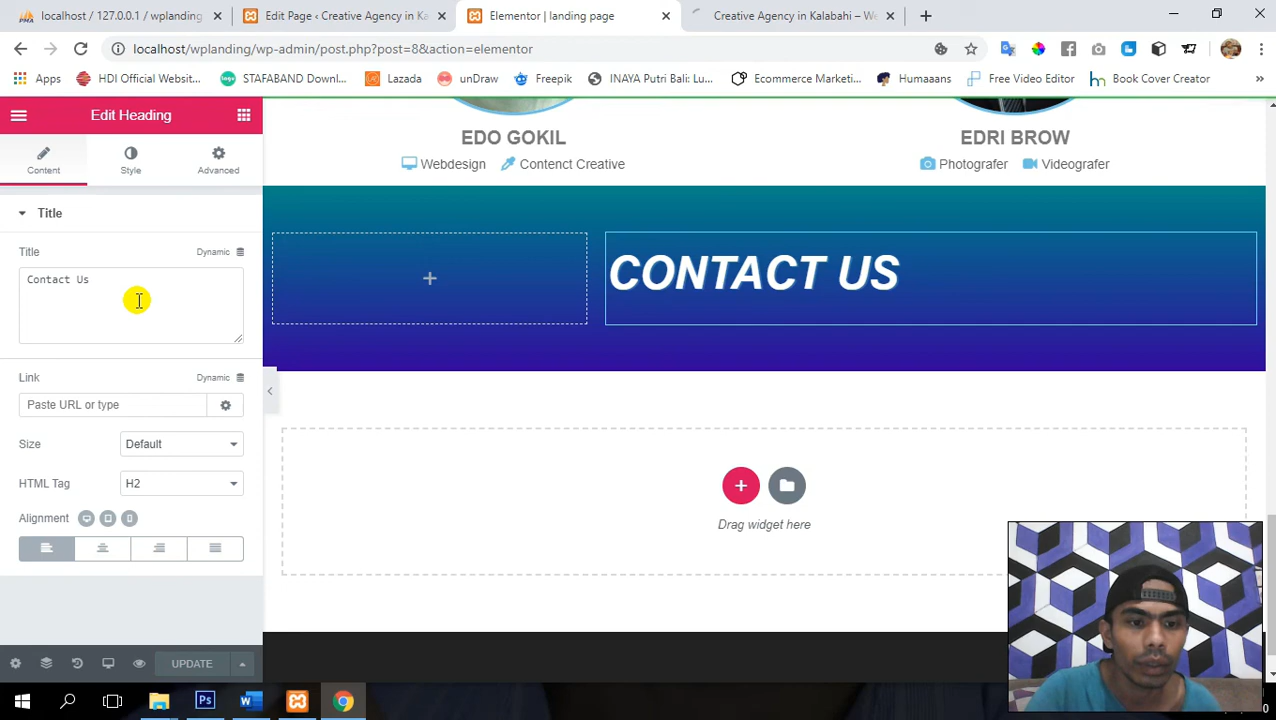 localhost / 127.0.0.1 / wplanding
Edit Page ‹ Creative Agency in Ka
Elementor | landing page
Creative Agency in Kalabahi – We
localhost/wplanding/wp-admin/post.php?post=8&action=elementor
Apps
HDI Official Websit...
STAFABAND Downl...
Lazada
unDraw
Freepik
INAYA Putri Bali: Lu...
Ecommerce Marketi...
Humaaans
Free Video Editor
Book Cover Creator
»
Edit Heading
Content
Style
Advanced
Title
Title
Dynamic
Contact Us
Link
Dynamic
Paste URL or type
Size
Default
HTML Tag
H2
Alignment
UPDATE
EDO GOKIL
EDRI BROW
Webdesign
Contenct Creative
Photografer
Videografer
CONTACT US
Drag widget here